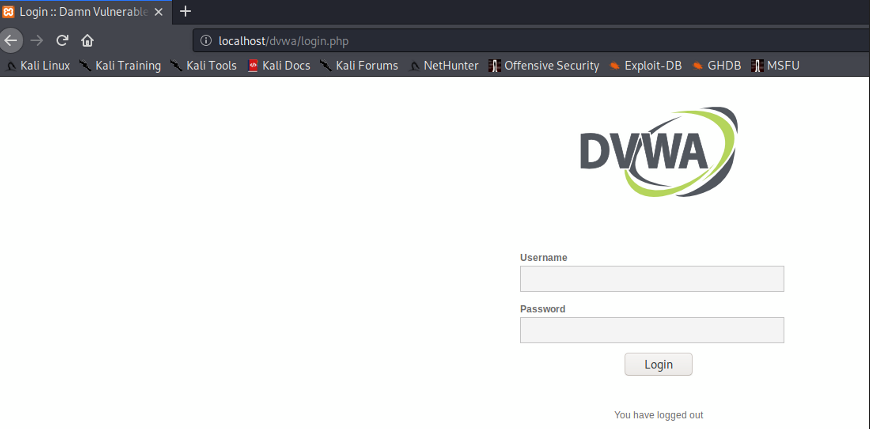 Login :: Damn Vulnerable
localhost/dvwa/login.php
Kali Linux Kali Training Kali Tools Kali Docs Kali Forums NetHunter Offensive Security Exploit-DB GHDB MSFU
DVWA
Username
Password
Login
You have logged out